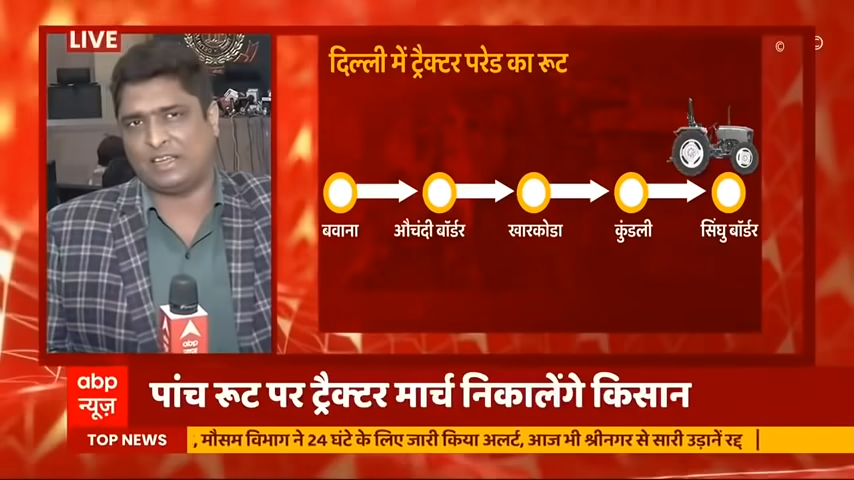 LIVE
©
©
दिल्ली में ट्रैक्टर परेड का रूट
बवाना
औचंदी बॉर्डर
खारकोडा
कुंडली
सिंघु बॉर्डर
abp
abp
न्यूज़
पांच रूट पर ट्रैक्टर मार्च निकालेंगे किसान
TOP NEWS
, मौसम विभाग ने 24 घंटे के लिए जारी किया अलर्ट, आज भी श्रीनगर से सारी उड़ानें रद्द